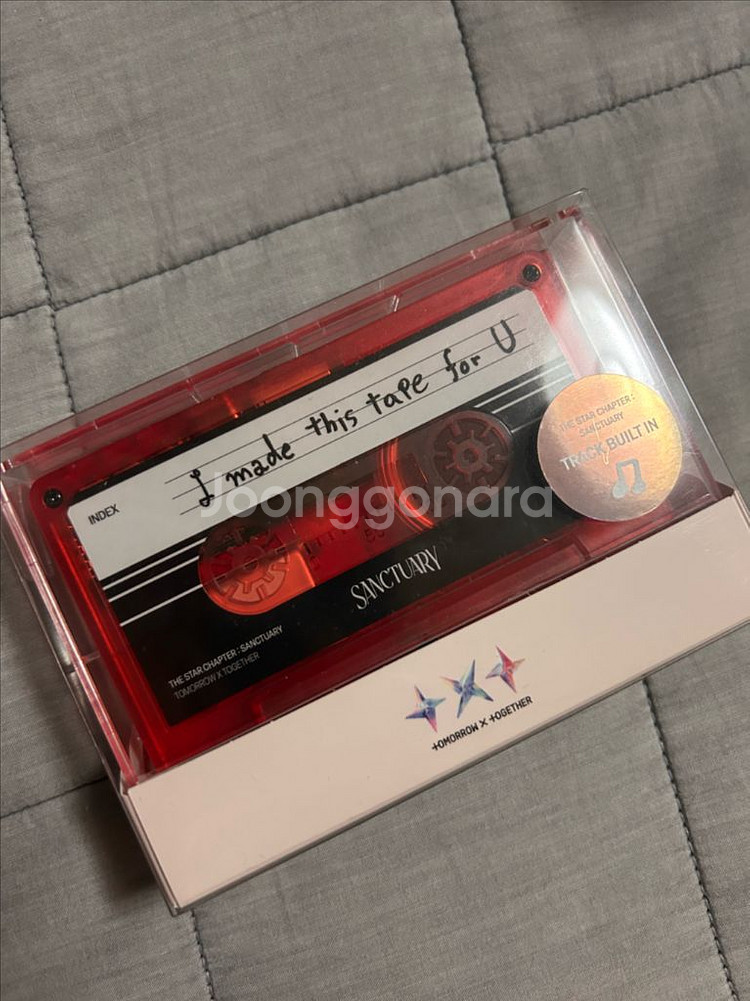 I made this tape for U
INDEX
THE STAR CHAPTER :
SANCTUARY
TRACK BUILT IN
Joonggonara
SANCTUARY
THE STAR CHAPTER : SANCTUARY
TOMORROW X TOGETHER
TOMORROW X TOGETHER